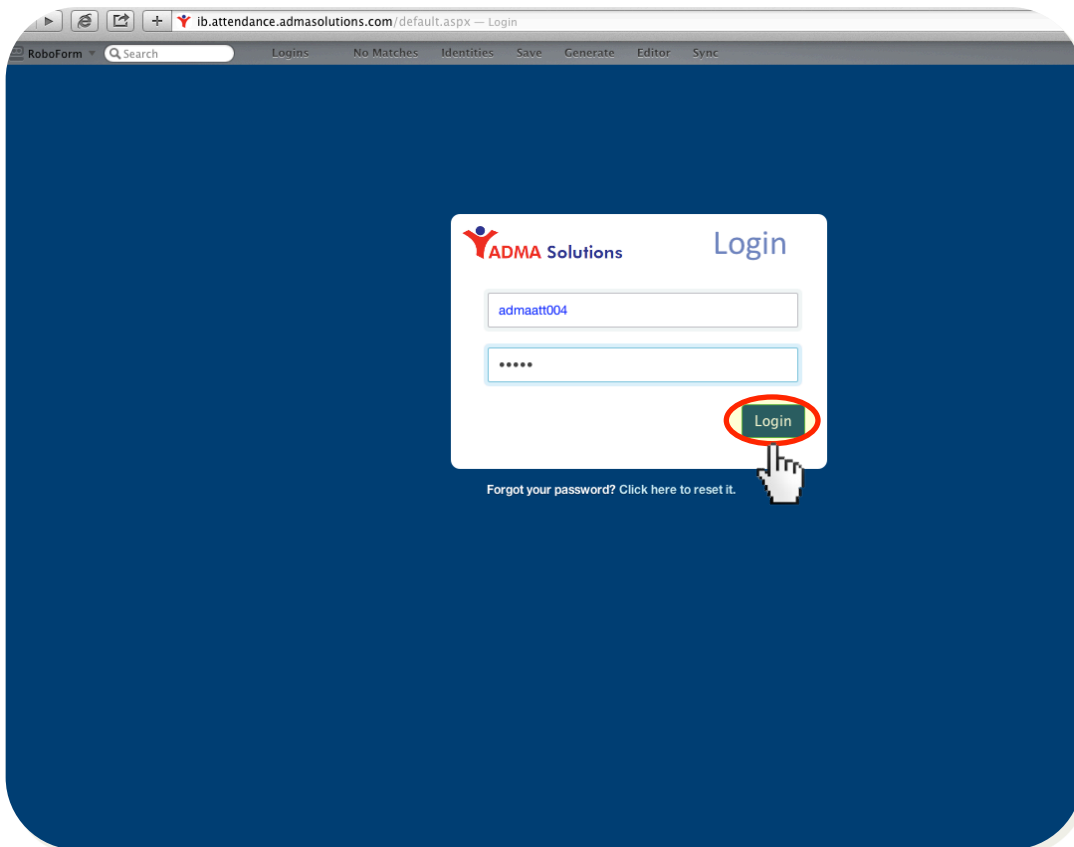 ib.attendance.admasolutions.com/default.aspx — Login
RoboForm Search Logins No Matches Identities Save Generate Editor Sync
ADMA Solutions Login
admaatt004
•••••
Login
Forgot your password? Click here to reset it.